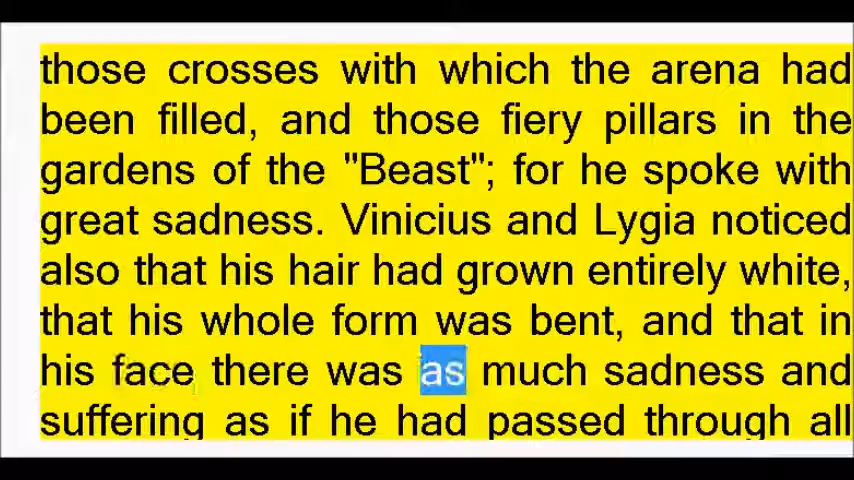 those crosses with which the arena had
been filled, and those fiery pillars in the
gardens of the "Beast"; for he spoke with
great sadness. Vinicius and Lygia noticed
also that his hair had grown entirely white,
that his whole form was bent, and that in
his face there was as much sadness and
suffering as if he had passed through all